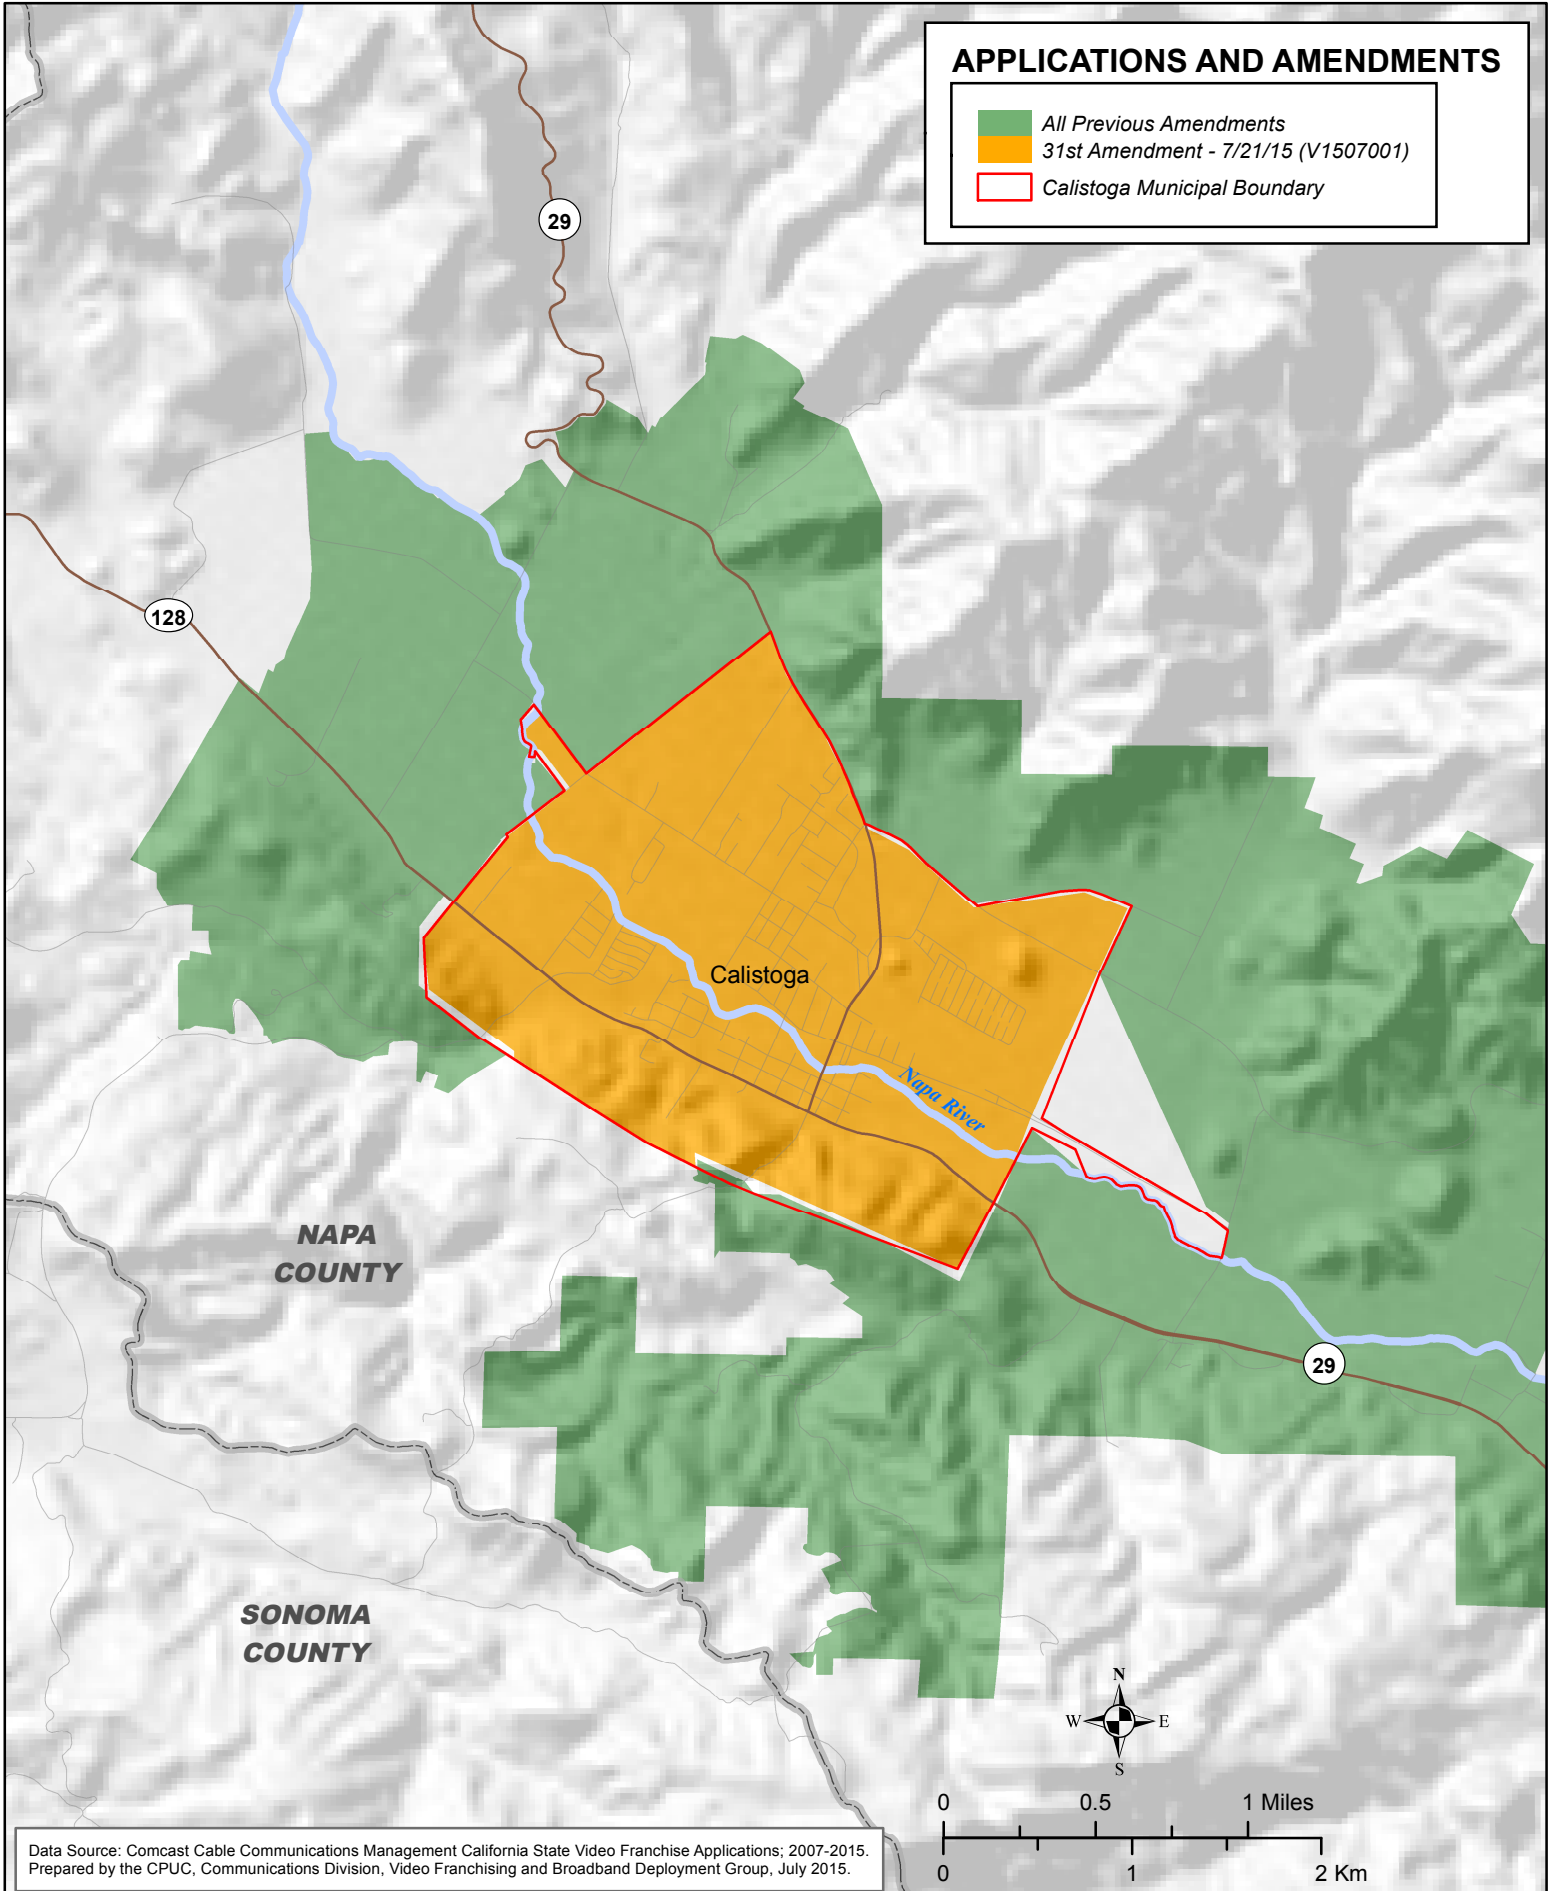 APPLICATIONS AND AMENDMENTS
All Previous Amendments
31st Amendment - 7/21/15 (V1507001)
Calistoga Municipal Boundary
29
128
Calistoga
Napa River
NAPA
COUNTY
29
SONOMA
COUNTY
N
W E
S
0 0.5 1 Miles
0 1 2 Km
Data Source: Comcast Cable Communications Management California State Video Franchise Applications; 2007-2015.
Prepared by the CPUC, Communications Division, Video Franchising and Broadband Deployment Group, July 2015.